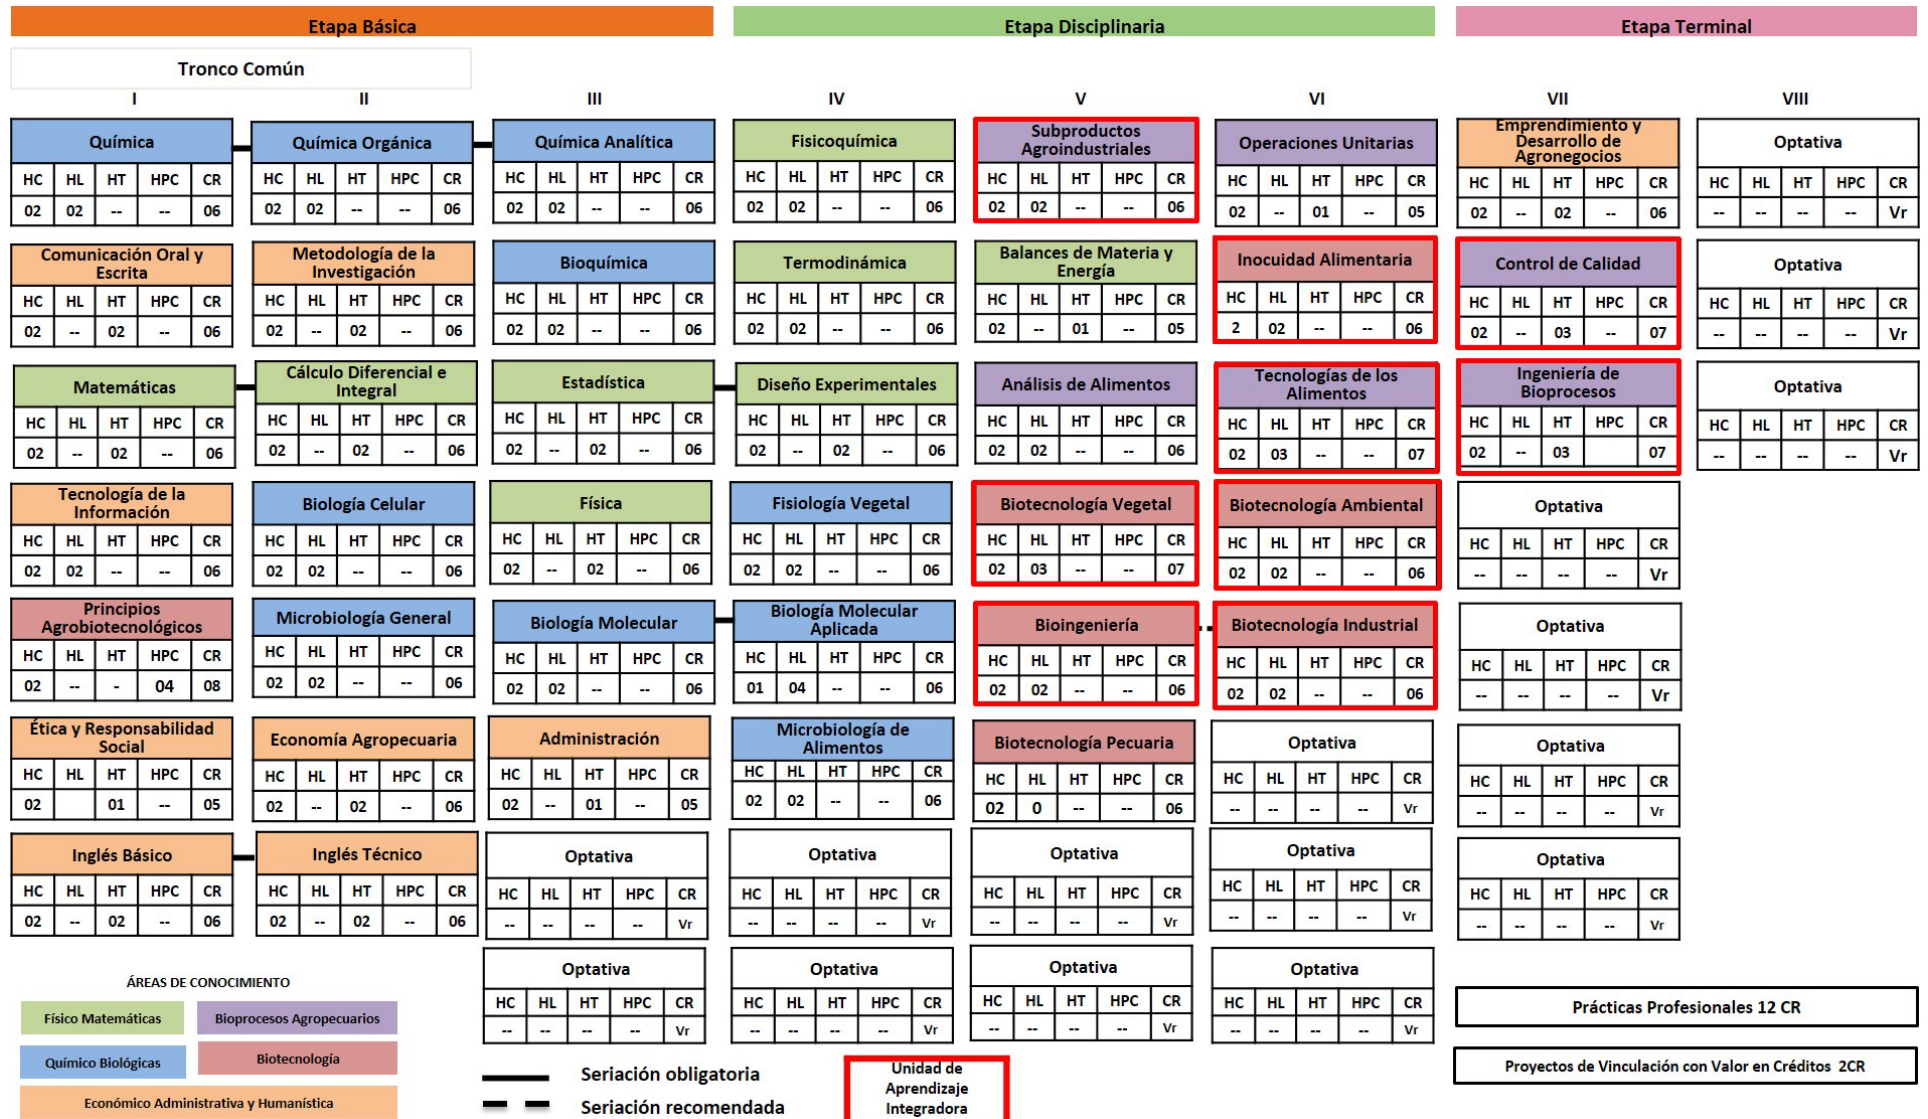 Etapa Básica Etapa Disciplinaria Etapa Terminal
Tronco Común
I II III IV V VI VII VIII
Química Química Orgánica Química Analítica Fisicoquímica Subproductos Agroindustriales Operaciones Unitarias Emprendimiento y Desarrollo de Agronegocios Optativa
HC HL HT HPC CR HC HL HT HPC CR HC HL HT HPC CR HC HL HT HPC CR HC HL HT HPC CR HC HL HT HPC CR HC HL HT HPC CR HC HL HT HPC CR
02 02 -- -- 06 02 02 -- -- 06 02 02 -- -- 06 02 02 -- -- 06 02 02 -- -- 06 02 -- 01 -- 05 02 -- 02 -- 06 -- -- -- -- Vr
Comunicación Oral y Escrita Metodología de la Investigación Bioquímica Termodinámica Balances de Materia y Energía Inocuidad Alimentaria Control de Calidad Optativa
HC HL HT HPC CR HC HL HT HPC CR HC HL HT HPC CR HC HL HT HPC CR HC HL HT HPC CR HC HL HT HPC CR HC HL HT HPC CR HC HL HT HPC CR
02 -- 02 -- 06 02 -- 02 -- 06 02 02 -- -- 06 02 02 -- -- 06 02 -- 01 -- 05 2 02 -- -- 06 02 -- 03 -- 07 -- -- -- -- Vr
Matemáticas Cálculo Diferencial e Integral Estadística Diseño Experimentales Análisis de Alimentos Tecnologías de los Alimentos Ingeniería de Bioprocesos Optativa
HC HL HT HPC CR HC HL HT HPC CR HC HL HT HPC CR HC HL HT HPC CR HC HL HT HPC CR HC HL HT HPC CR HC HL HT HPC CR HC HL HT HPC CR
02 -- 02 -- 06 02 -- 02 -- 06 02 -- 02 -- 06 02 -- 02 -- 06 02 02 -- -- 06 02 03 -- -- 07 02 -- 03 07 -- -- -- -- Vr
Tecnología de la Información Biología Celular Física Fisiología Vegetal Biotecnología Vegetal Biotecnología Ambiental Optativa
HC HL HT HPC CR HC HL HT HPC CR HC HL HT HPC CR HC HL HT HPC CR HC HL HT HPC CR HC HL HT HPC CR HC HL HT HPC CR
02 02 -- -- 06 02 02 -- -- 06 02 -- 02 -- 06 02 02 -- -- 06 02 03 -- -- 07 02 02 -- -- 06 -- -- -- -- Vr
Principios Agrobiotecnológicos Microbiología General Biología Molecular Biología Molecular Aplicada Bioingeniería Biotecnología Industrial Optativa
HC HL HT HPC CR HC HL HT HPC CR HC HL HT HPC CR HC HL HT HPC CR HC HL HT HPC CR HC HL HT HPC CR HC HL HT HPC CR
02 -- - 04 08 02 02 -- -- 06 02 02 -- -- 06 01 04 -- -- 06 02 02 -- -- 06 02 02 -- -- 06 -- -- -- -- Vr
Ética y Responsabilidad Social Economía Agropecuaria Administración Microbiología de Alimentos Biotecnología Pecuaria Optativa Optativa
HC HL HT HPC CR HC HL HT HPC CR HC HL HT HPC CR HC HL HT HPC CR HC HL HT HPC CR HC HL HT HPC CR HC HL HT HPC CR
02 01 -- 05 02 -- 02 -- 06 02 -- 01 -- 05 02 02 -- -- 06 02 0 -- -- 06 -- -- -- -- Vr -- -- -- -- Vr
Inglés Básico Inglés Técnico Optativa Optativa Optativa Optativa Optativa
HC HL HT HPC CR HC HL HT HPC CR HC HL HT HPC CR HC HL HT HPC CR HC HL HT HPC CR HC HL HT HPC CR HC HL HT HPC CR
02 -- 02 -- 06 02 -- 02 -- 06 -- -- -- -- Vr -- -- -- -- Vr -- -- -- -- Vr -- -- -- -- Vr -- -- -- -- Vr
Optativa Optativa Optativa Optativa
HC HL HT HPC CR HC HL HT HPC CR HC HL HT HPC CR HC HL HT HPC CR
-- -- -- -- Vr -- -- -- -- Vr -- -- -- -- Vr -- -- -- -- Vr
ÁREAS DE CONOCIMIENTO
Físico Matemáticas Bioprocesos Agropecuarios
Químico Biológicas Biotecnología
Económico Administrativa y Humanística
Seriación obligatoria
Seriación recomendada
Unidad de
Aprendizaje
Integradora
Prácticas Profesionales 12 CR
Proyectos de Vinculación con Valor en Créditos 2CR